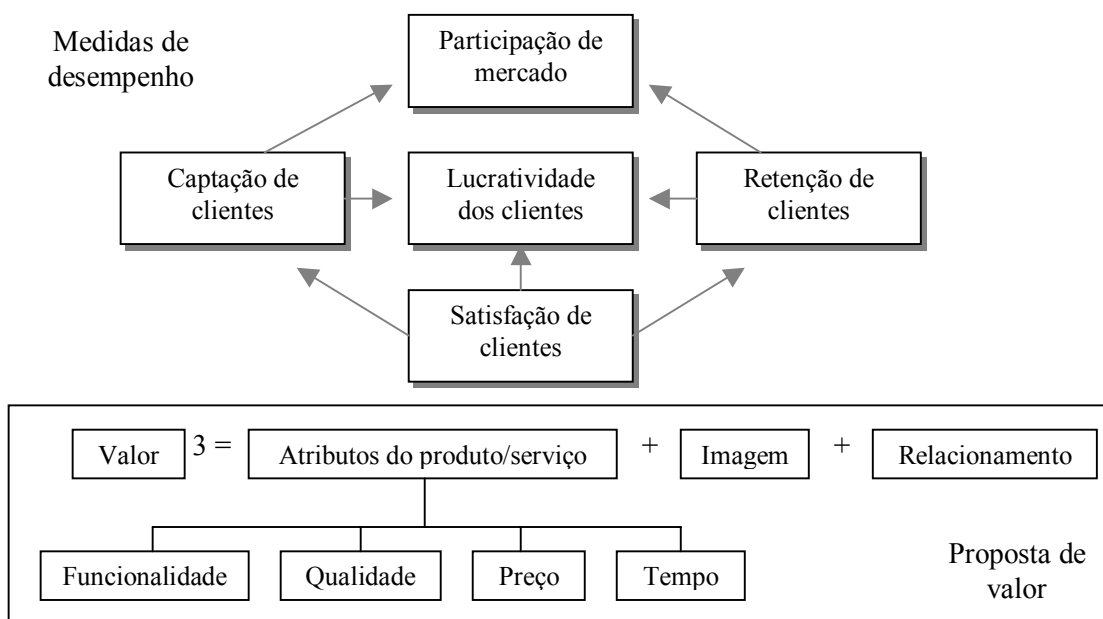 Medidas de
desempenho
Participação de
mercado
Captação de
clientes
Lucratividade
dos clientes
Retenção de
clientes
Satisfação de
clientes
Valor 3 = Atributos do produto/serviço + Imagem + Relacionamento
Funcionalidade Qualidade Preço Tempo
Proposta de
valor